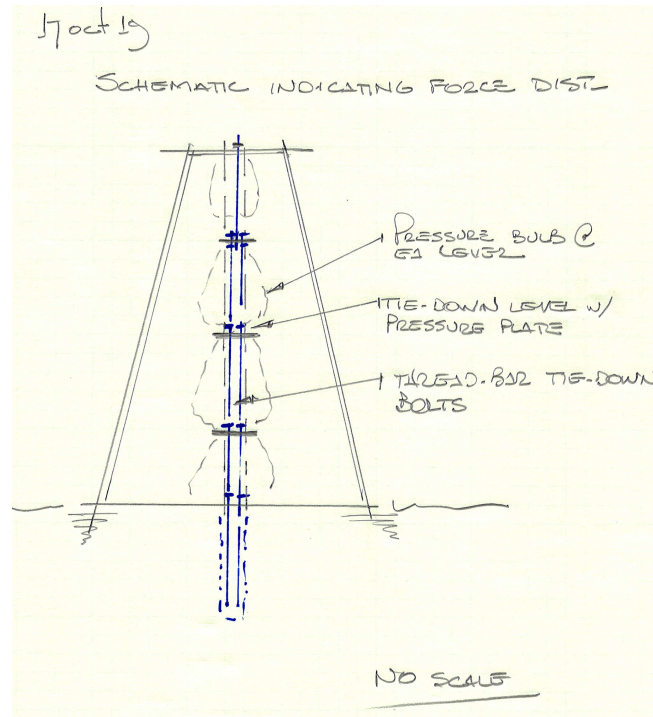 17 oct 19
SCHEMATIC INDICATING FORCE DIST.
PRESSURE BULB @
EA LEVEL
TIE-DOWN LEVEL W/
PRESSURE PLATE
THREAD-BAR TIE-DOWN
BOLTS
NO SCALE